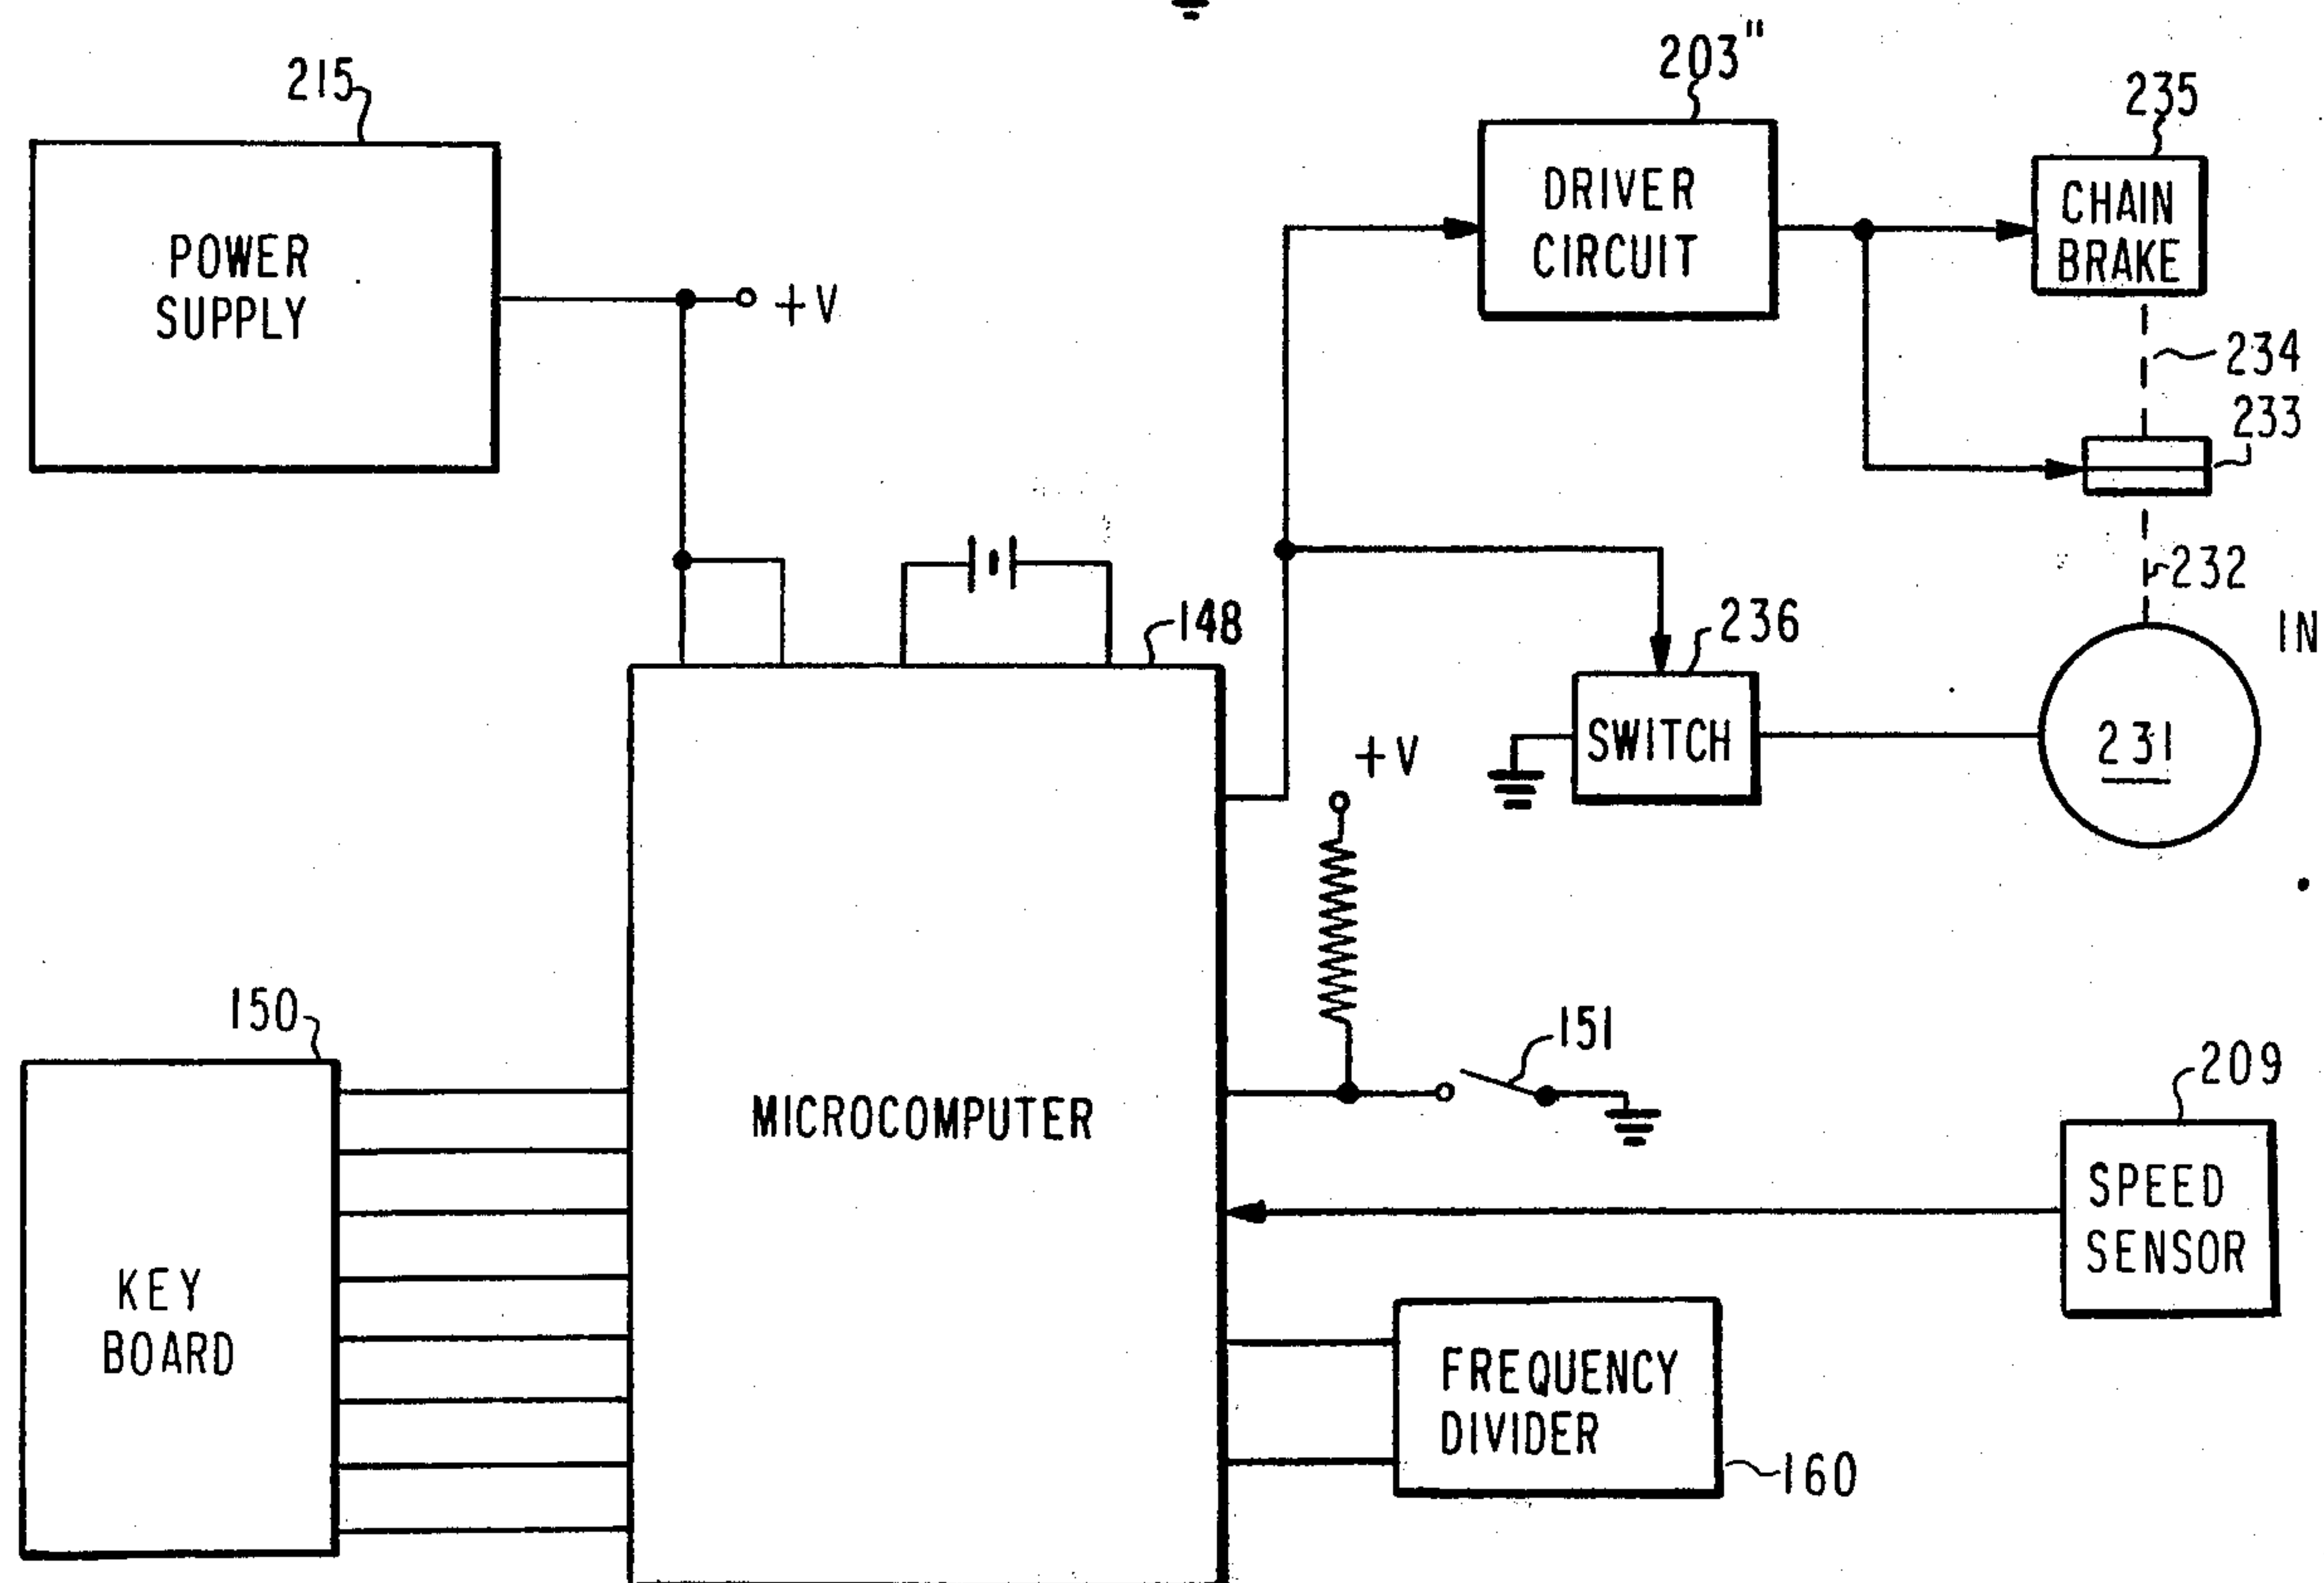 215
POWER
SUPPLY
+V
203"
DRIVER
CIRCUIT
235
CHAIN
BRAKE
234
233
232
IN
148
236
SWITCH
231
+V
150
KEY
BOARD
MICROCOMPUTER
151
209
SPEED
SENSOR
FREQUENCY
DIVIDER
160